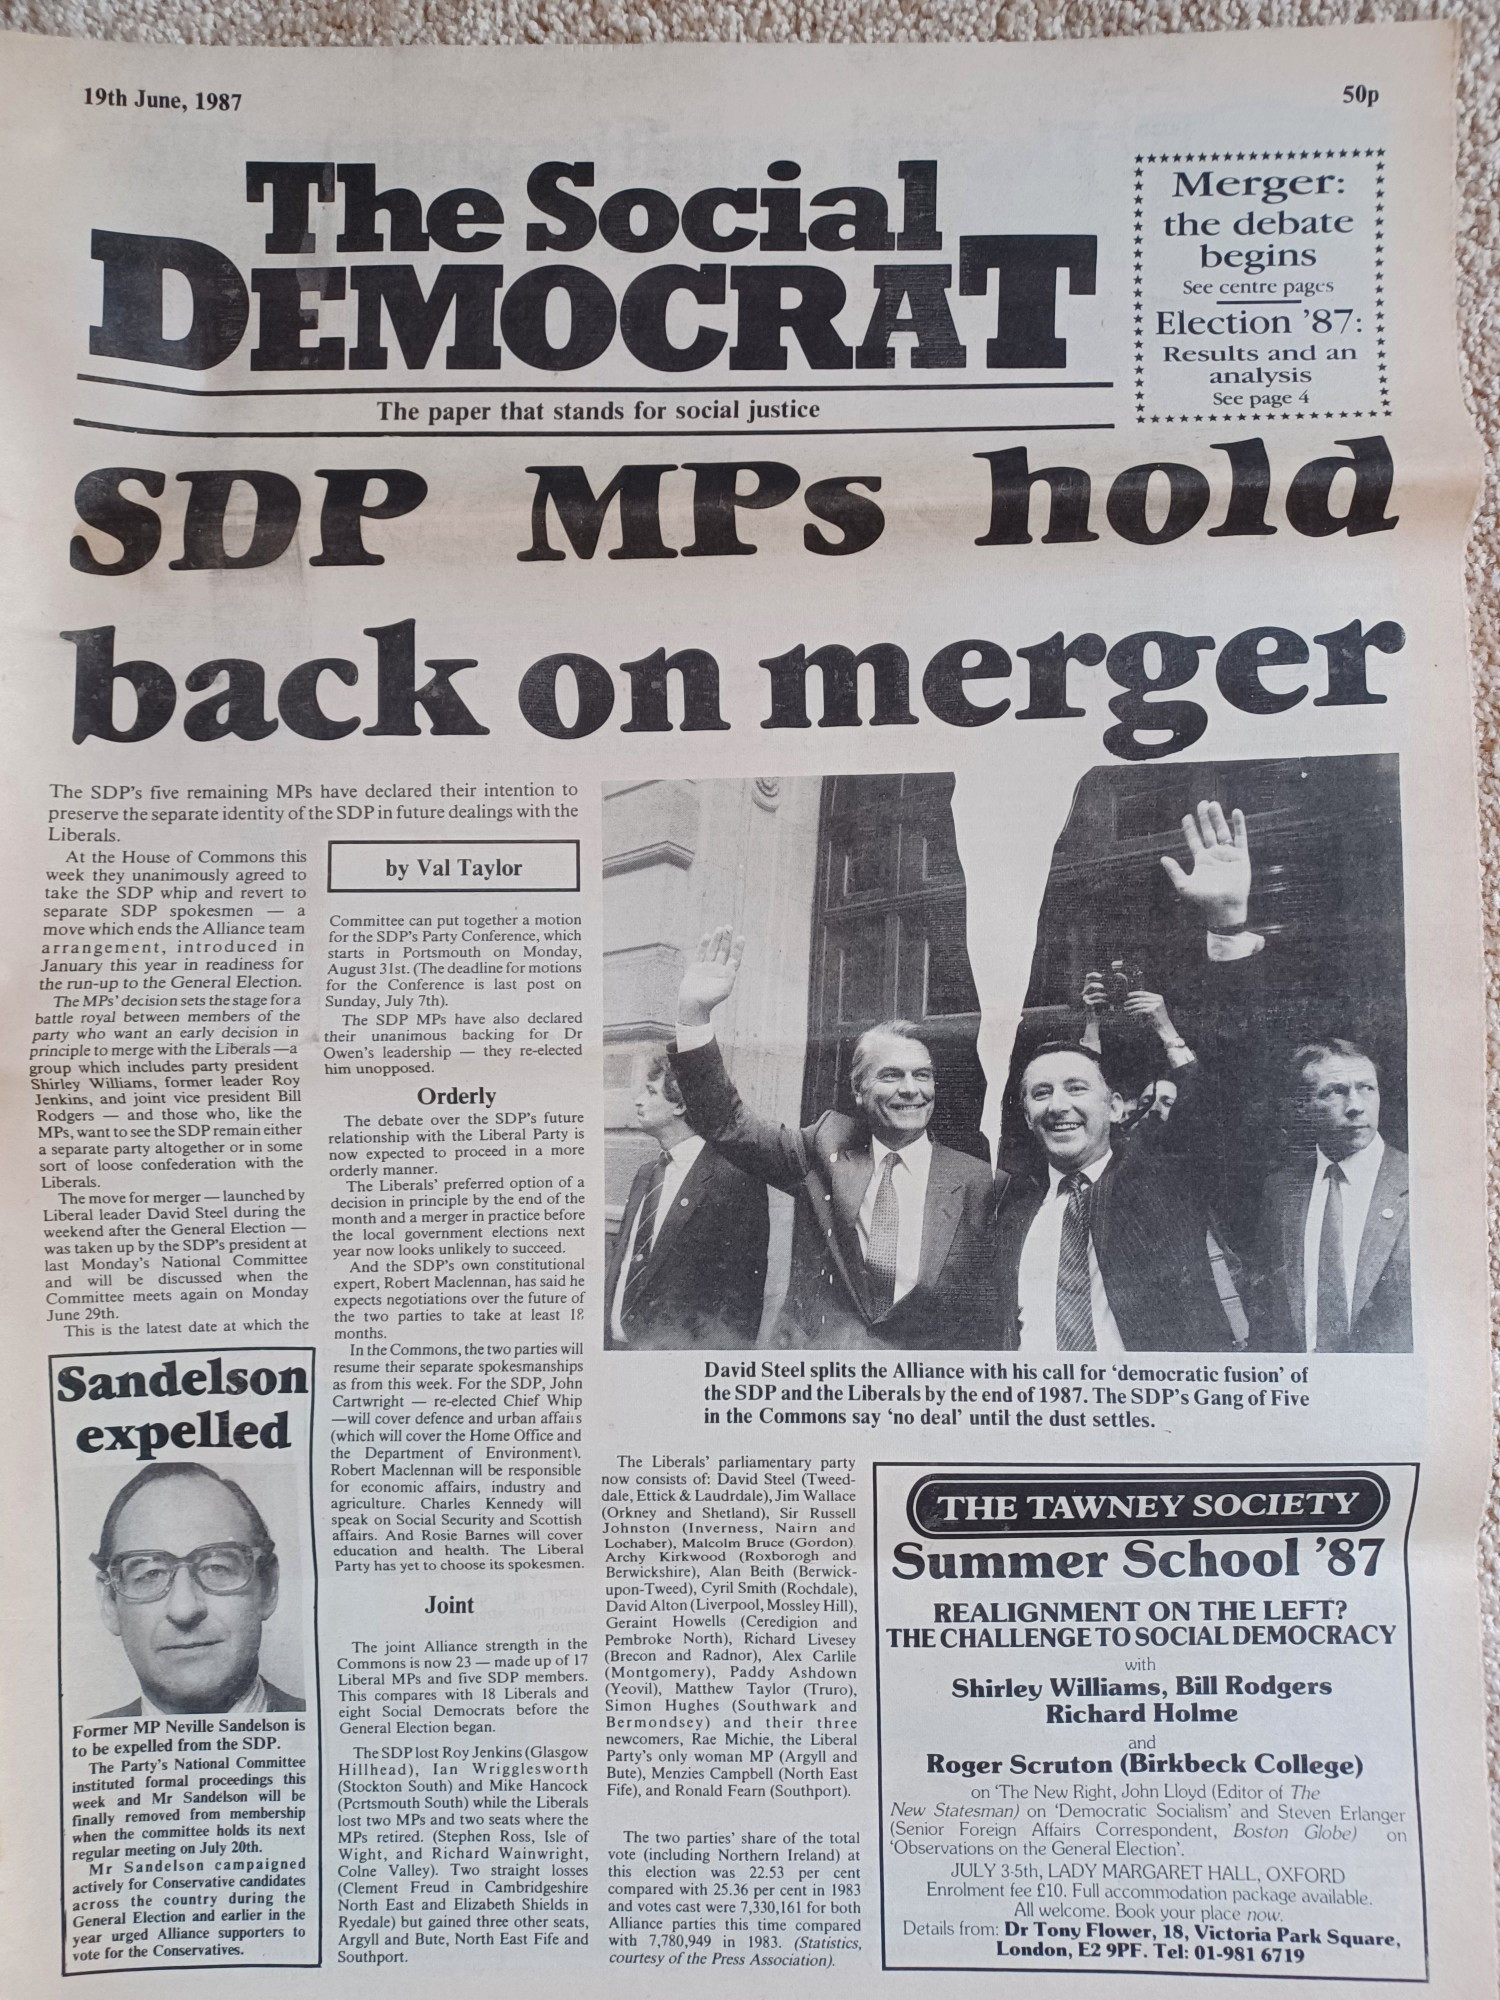 19th June, 1987
50p
The Social
DEMOCRAT
The paper that stands for social justice
Merger:
the debate
begins
See centre pages
Election '87:
Results and an
analysis
See page 4
SDP MPs hold
back on merger
The SDP's five remaining MPs have declared their intention to
preserve the separate identity of the SDP in future dealings with the
Liberals.
At the House of Commons this
week they unanimously agreed to
take the SDP whip and revert to
separate SDP spokesmen — a
move which ends the Alliance team
arrangement, introduced in
January this year in readiness for
the run-up to the General Election.
The MPs' decision sets the stage for a
battle royal between members of the
party who want an early decision in
principle to merge with the Liberals —a
group which includes party president
Shirley Williams, former leader Roy
Jenkins, and joint vice president Bill
Rodgers — and those who, like the
MPs, want to see the SDP remain either
a separate party altogether or in some
sort of loose confederation with the
Liberals.
The move for merger — launched by
Liberal leader David Steel during the
weekend after the General Election —
was taken up by the SDP's president at
last Monday's National Committee
and will be discussed when the
Committee meets again on Monday
June 29th.
This is the latest date at which the
by Val Taylor
Committee can put together a motion
for the SDP's Party Conference, which
starts in Portsmouth on Monday,
August 31st. (The deadline for motions
for the Conference is last post on
Sunday, July 7th).
The SDP MPs have also declared
their unanimous backing for Dr
Owen's leadership — they re-elected
him unopposed.
Orderly
The debate over the SDP's future
relationship with the Liberal Party is
now expected to proceed in a more
orderly manner.
The Liberals' preferred option of a
decision in principle by the end of the
month and a merger in practice before
the local government elections next
year now looks unlikely to succeed.
And the SDP's own constitutional
expert, Robert Maclennan, has said he
expects negotiations over the future of
the two parties to take at least 18
months.
In the Commons, the two parties will
resume their separate spokesmanships
as from this week. For the SDP, John
Cartwright — re-elected Chief Whip
—will cover defence and urban affairs
(which will cover the Home Office and
the Department of Environment).
Robert Maclennan will be responsible
for economic affairs, industry and
agriculture. Charles Kennedy will
speak on Social Security and Scottish
affairs. And Rosie Barnes will cover
education and health. The Liberal
Party has yet to choose its spokesmen.
Joint
The joint Alliance strength in the
Commons is now 23 — made up of 17
Liberal MPs and five SDP members.
This compares with 18 Liberals and
eight Social Democrats before the
General Election began.
The SDP lost Roy Jenkins (Glasgow
Hillhead), Ian Wrigglesworth
(Stockton South) and Mike Hancock
(Portsmouth South) while the Liberals
lost two MPs and two seats where the
MPs retired. (Stephen Ross, Isle of
Wight, and Richard Wainwright,
Colne Valley). Two straight losses
(Clement Freud in Cambridgeshire
North East and Elizabeth Shields in
Ryedale) but gained three other seats,
Argyll and Bute, North East Fife and
Southport.
David Steel splits the Alliance with his call for 'democratic fusion' of
the SDP and the Liberals by the end of 1987. The SDP's Gang of Five
in the Commons say 'no deal' until the dust settles.
The Liberals' parliamentary party
now consists of: David Steel (Tweed-
dale, Ettick & Laudrdale), Jim Wallace
(Orkney and Shetland), Sir Russell
Johnston (Inverness, Nairn and
Lochaber), Malcolm Bruce (Gordon)
Archy Kirkwood (Roxborogh and
Berwickshire), Alan Beith (Berwick-
upon-Tweed), Cyril Smith (Rochdale),
David Alton (Liverpool, Mossley Hill),
Geraint Howells (Ceredigion and
Pembroke North), Richard Livesey
(Brecon and Radnor), Alex Carlile
(Montgomery), Paddy Ashdown
(Yeovil), Matthew Taylor (Truro),
Simon Hughes (Southwark and
Bermondsey) and their three
newcomers, Rae Michie, the Liberal
Party's only woman MP (Argyll and
Bute), Menzies Campbell (North East
Fife), and Ronald Fearn (Southport).
The two parties' share of the total
vote (including Northern Ireland) at
this election was 22.53 per cent
compared with 25.36 per cent in 1983
and votes cast were 7,330,161 for both
Alliance parties this time compared
with 7,780,949 in 1983. (Statistics,
courtesy of the Press Association).
Sandelson
expelled
Former MP Neville Sandelson is
to be expelled from the SDP.
The Party's National Committee
instituted formal proceedings this
week and Mr Sandelson will be
finally removed from membership
when the committee holds its next
regular meeting on July 20th.
Mr Sandelson campaigned
actively for Conservative candidates
across the country during the
General Election and earlier in the
year urged Alliance supporters to
vote for the Conservatives.
THE TAWNEY SOCIETY
Summer School '87
REALIGNMENT ON THE LEFT?
THE CHALLENGE TO SOCIAL DEMOCRACY
with
Shirley Williams, Bill Rodgers
Richard Holme
and
Roger Scruton (Birkbeck College)
on 'The New Right, John Lloyd (Editor of The
New Statesman) on 'Democratic Socialism' and Steven Erlanger
(Senior Foreign Affairs Correspondent, Boston Globe) on
'Observations on the General Election'.
JULY 3-5th, LADY MARGARET HALL, OXFORD
Enrolment fee £10. Full accommodation package available.
All welcome. Book your place now.
Details from: Dr Tony Flower, 18, Victoria Park Square,
London, E2 9PF. Tel: 01-981 6719